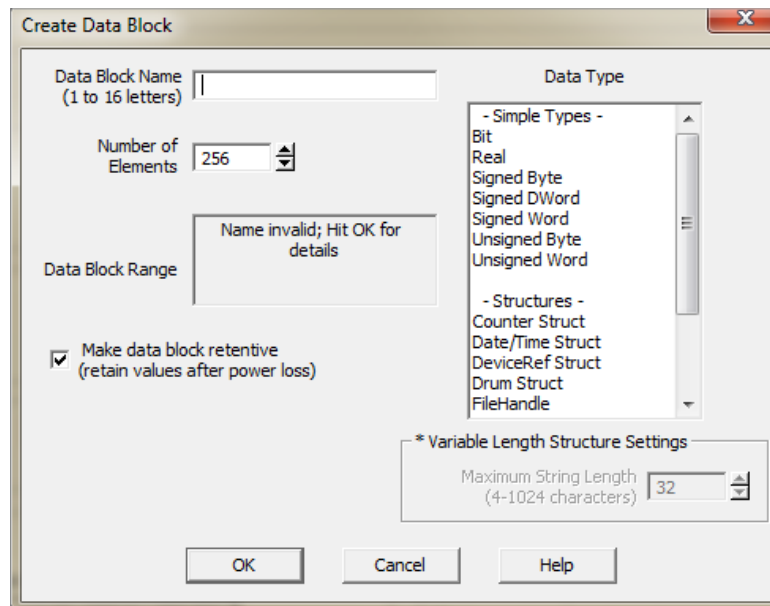 Create Data Block
X
Data Block Name
(1 to 16 letters)
Number of
Elements
256
Data Block Range
Name invalid; Hit OK for
details
Make data block retentive
(retain values after power loss)
Data Type
- Simple Types -
Bit
Real
Signed Byte
Signed DWord
Signed Word
Unsigned Byte
Unsigned Word
- Structures -
Counter Struct
Date/Time Struct
DeviceRef Struct
Drum Struct
FileHandle
* Variable Length Structure Settings
Maximum String Length
(4-1024 characters)
32
OK
Cancel
Help